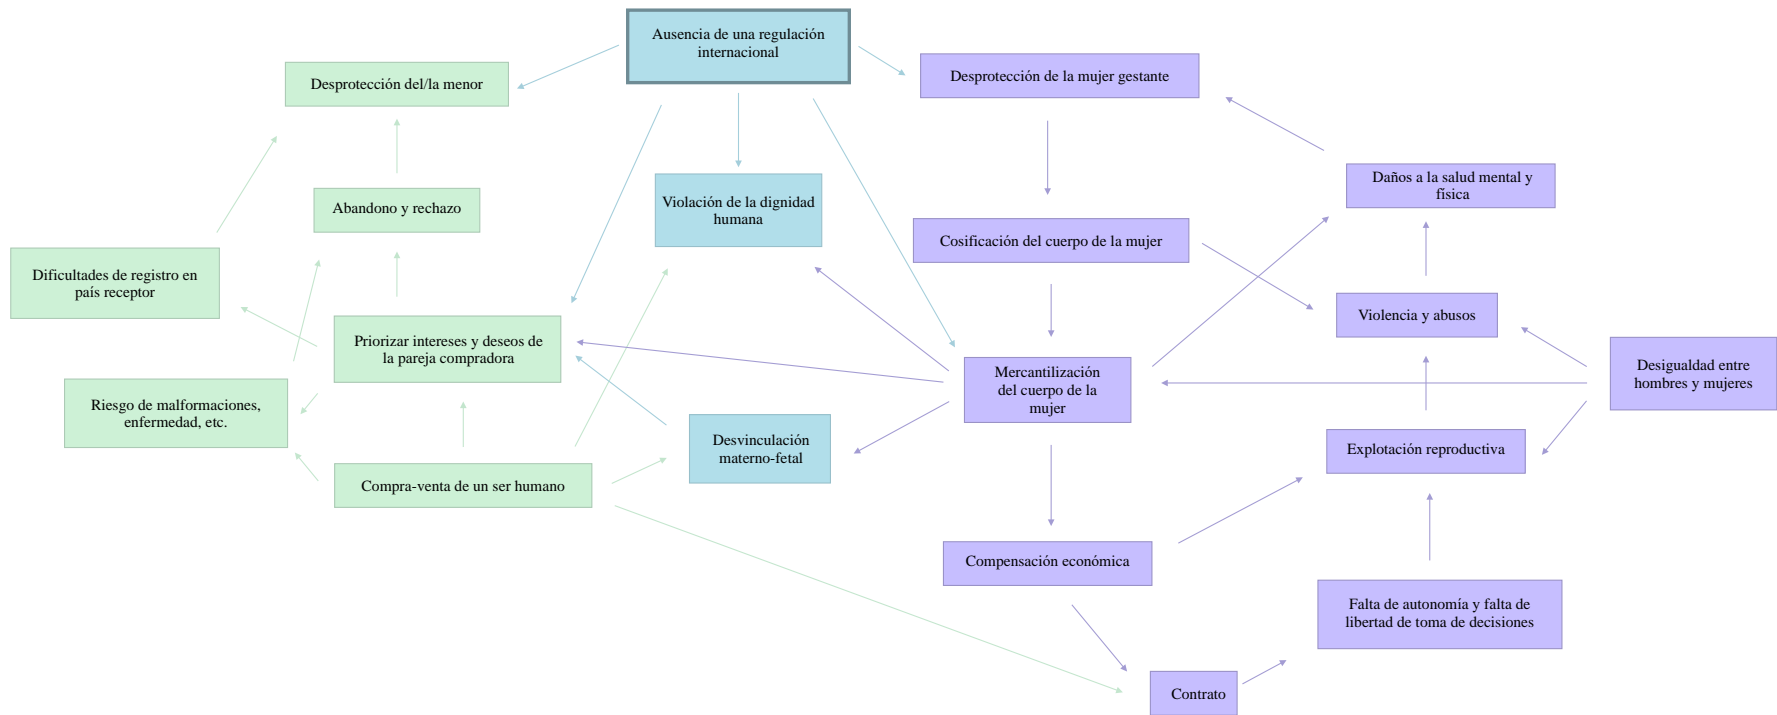 Ausencia de una regulación
internacional
Desprotección del/la menor
Desprotección de la mujer gestante
Daños a la salud mental y
física
Abandono y rechazo
Violación de la dignidad
humana
Cosificación del cuerpo de la mujer
Dificultades de registro en
país receptor
Violencia y abusos
Priorizar intereses y deseos de
la pareja compradora
Mercantilización
del cuerpo de la
mujer
Desigualdad entre
hombres y mujeres
Riesgo de malformaciones,
enfermedad, etc.
Desvinculación
materno-fetal
Explotación reproductiva
Compra-venta de un ser humano
Compensación económica
Falta de autonomía y falta de
libertad de toma de decisiones
Contrato